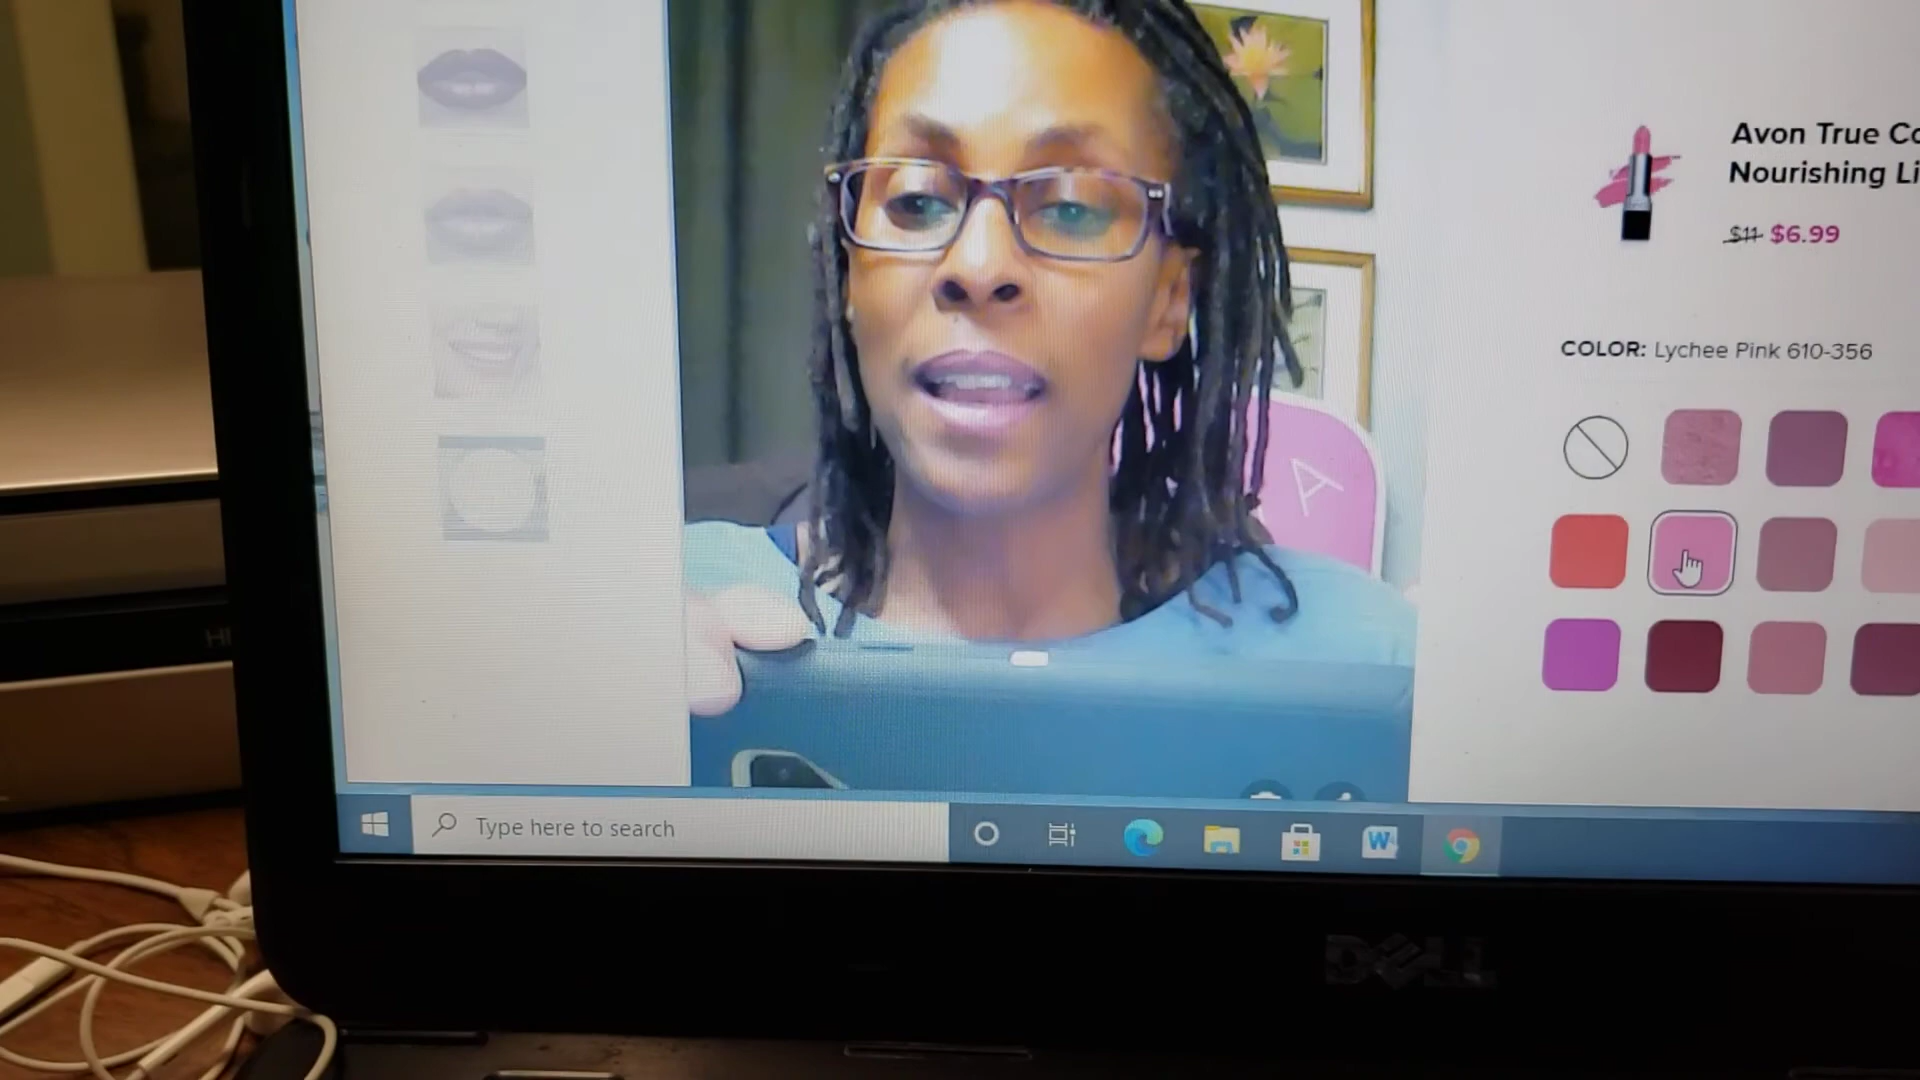 Avon True Co
Nourishing Li
$11 $6.99
COLOR: Lychee Pink 610-356
A
Type here to search
W
DELL